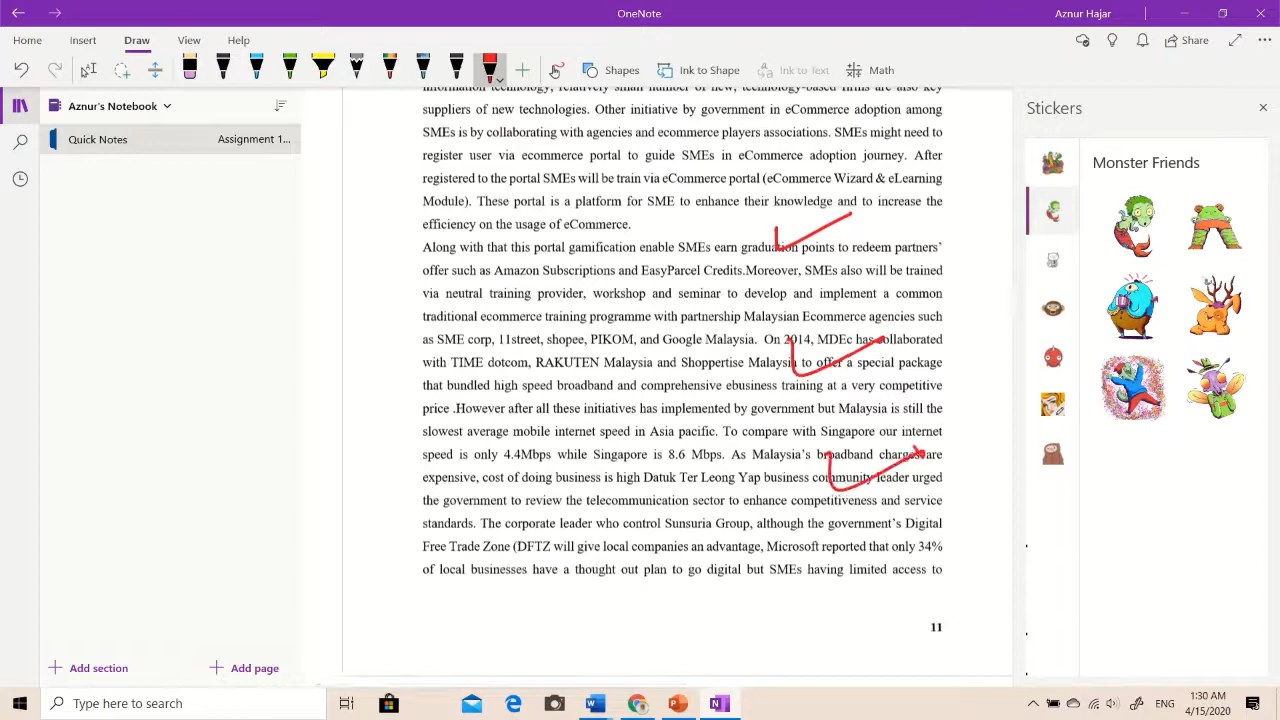 OneNote
Aznur Hajar
Home Insert Draw View Help
Share
Shapes Ink to Shape Ink to Text Math
Aznur's Notebook
Quick Notes Assignment 1...
information technology, relatively small number of new, technology-based firms are also key
suppliers of new technologies. Other initiative by government in eCommerce adoption among
SMEs is by collaborating with agencies and ecommerce players associations. SMEs might need to
register user via ecommerce portal to guide SMEs in eCommerce adoption journey. After
registered to the portal SMEs will be train via eCommerce portal (eCommerce Wizard & eLearning
Module). These portal is a platform for SME to enhance their knowledge and to increase the
efficiency on the usage of eCommerce.
Along with that this portal gamification enable SMEs earn graduation points to redeem partners'
offer such as Amazon Subscriptions and EasyParcel Credits.Moreover, SMEs also will be trained
via neutral training provider, workshop and seminar to develop and implement a common
traditional ecommerce training programme with partnership Malaysian Ecommerce agencies such
as SME corp, 11street, shopee, PIKOM, and Google Malaysia. On 2014, MDEc has collaborated
with TIME dotcom, RAKUTEN Malaysia and Shoppertise Malaysia to offer a special package
that bundled high speed broadband and comprehensive ebusiness training at a very competitive
price .However after all these initiatives has implemented by government but Malaysia is still the
slowest average mobile internet speed in Asia pacific. To compare with Singapore our internet
speed is only 4.4Mbps while Singapore is 8.6 Mbps. As Malaysia's broadband charges are
expensive, cost of doing business is high Datuk Ter Leong Yap business community leader urged
the government to review the telecommunication sector to enhance competitiveness and service
standards. The corporate leader who control Sunsuria Group, although the government's Digital
Free Trade Zone (DFTZ will give local companies an advantage, Microsoft reported that only 34%
of local businesses have a thought out plan to go digital but SMEs having limited access to
11
Stickers
Monster Friends
Add section Add page
Type here to search
ENG
1:30 AM
4/15/2020